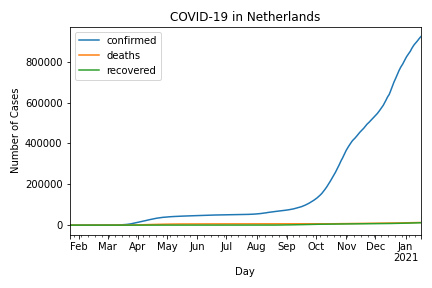 COVID-19 in Netherlands
confirmed
deaths
recovered
Number of Cases
800000
600000
400000
200000
0
Feb Mar Apr May Jun Jul Aug Sep Oct Nov Dec Jan
2021
Day